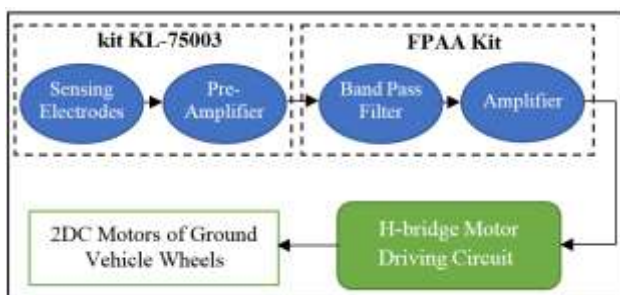 kit KL-75003
FPAA Kit
Sensing
Electrodes
Pre-
Amplifier
Band Pass
Filter
Amplifier
2DC Motors of Ground
Vehicle Wheels
H-bridge Motor
Driving Circuit